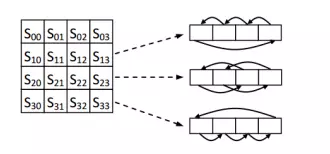 S00 S01 S02 S03
S10 S11 S12 S13
S20 S21 S22 S23
S30 S31 S32 S33